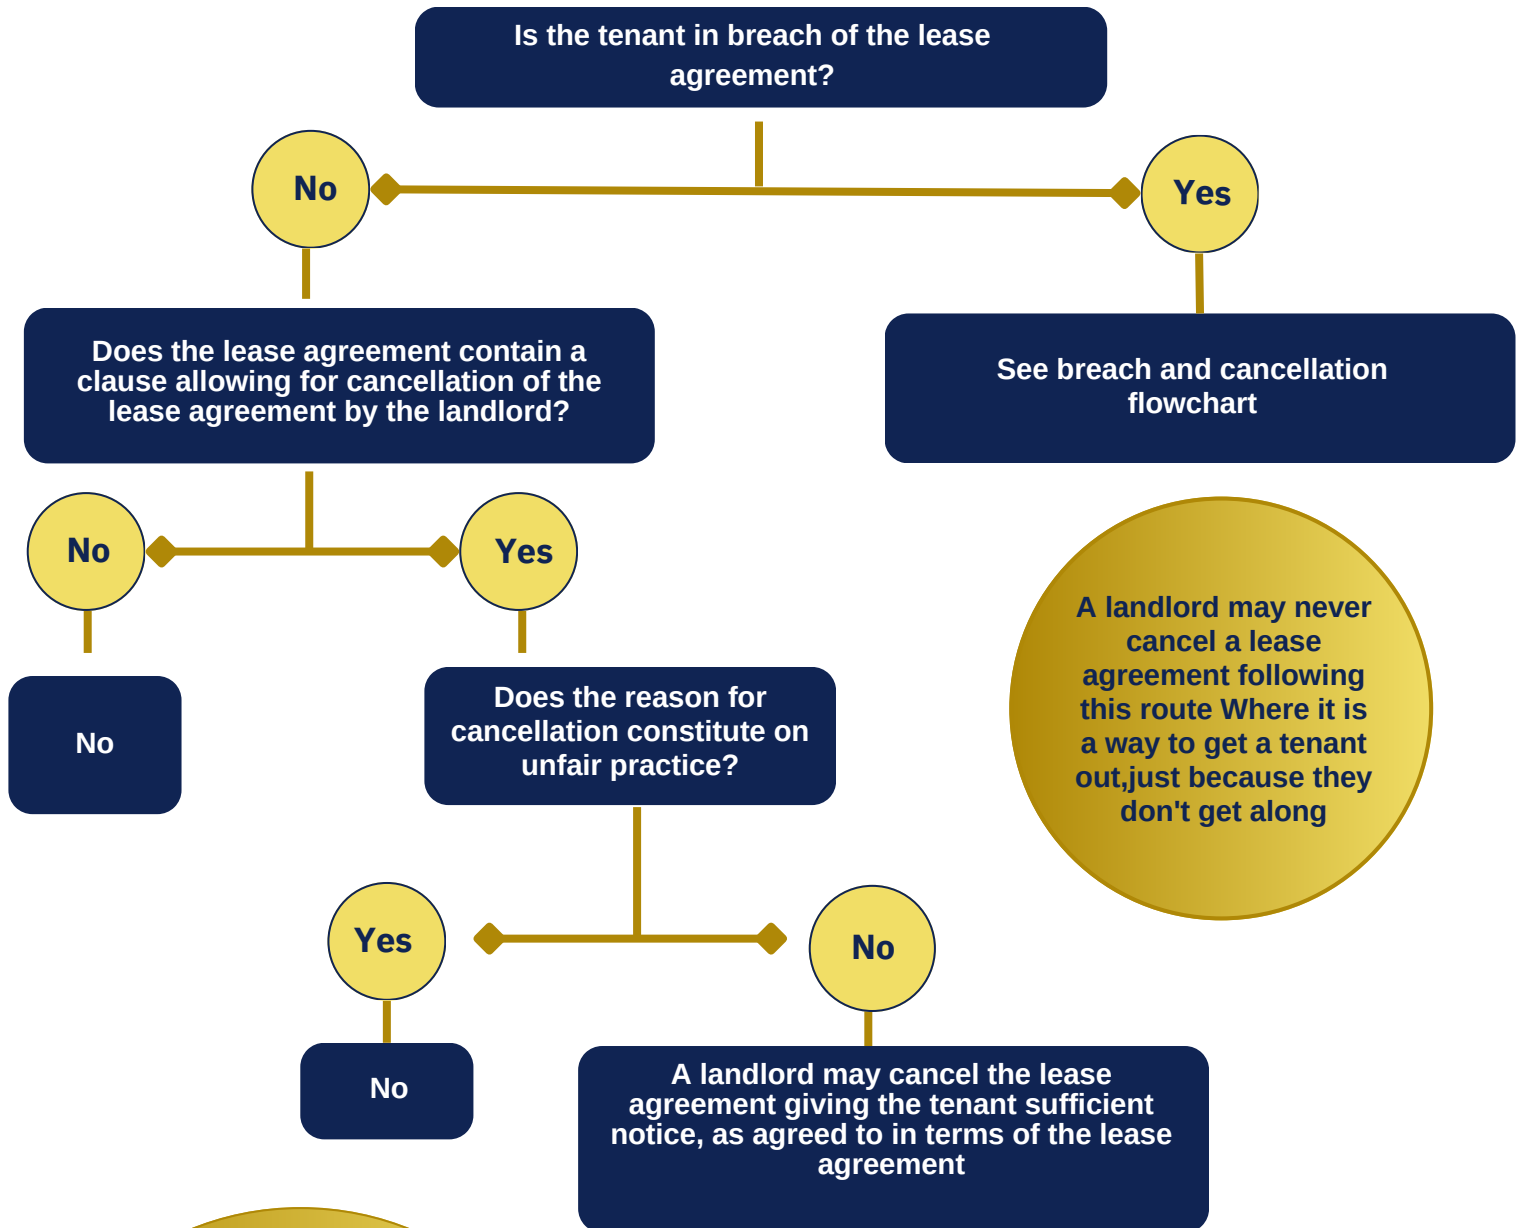 Is the tenant in breach of the lease
agreement?
No
Yes
Does the lease agreement contain a
clause allowing for cancellation of the
lease agreement by the landlord?
See breach and cancellation
flowchart
No
Yes
A landlord may never
cancel a lease
agreement following
this route Where it is
a way to get a tenant
out,just because they
don't get along
No
Does the reason for
cancellation constitute on
unfair practice?
Yes
No
No
A landlord may cancel the lease
agreement giving the tenant sufficient
notice, as agreed to in terms of the lease
agreement